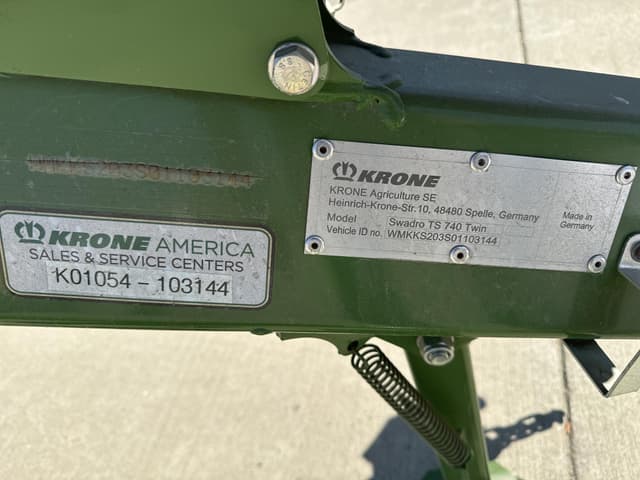 KRONE
KRONE Agriculture SE
Heinrich-Krone-Str.10, 48480 Spelle, Germany
Model Swadro TS 740 Twin
Vehicle ID no. WMKKS203S01103144
Made in
Germany
KRONE AMERICA
SALES & SERVICE CENTERS
K01054 - 103144